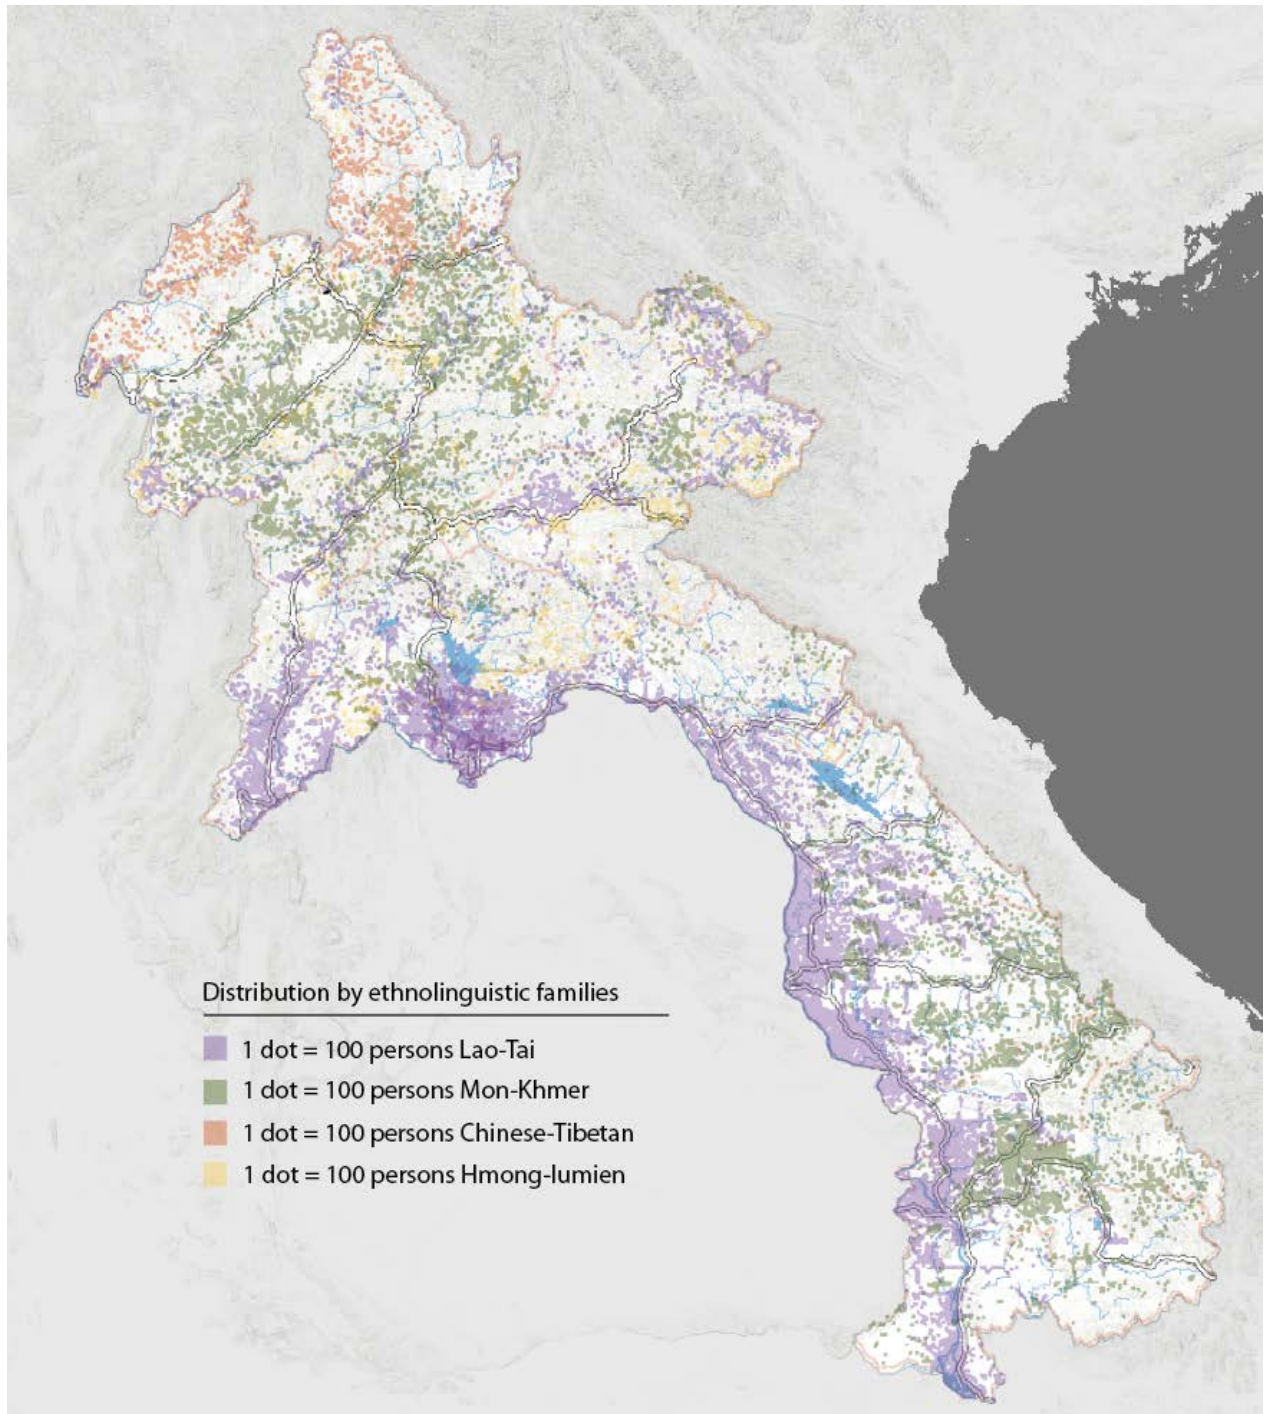 Distribution by ethnolinguistic families
1 dot = 100 persons Lao-Tai
1 dot = 100 persons Mon-Khmer
1 dot = 100 persons Chinese-Tibetan
1 dot = 100 persons Hmong-Iumien